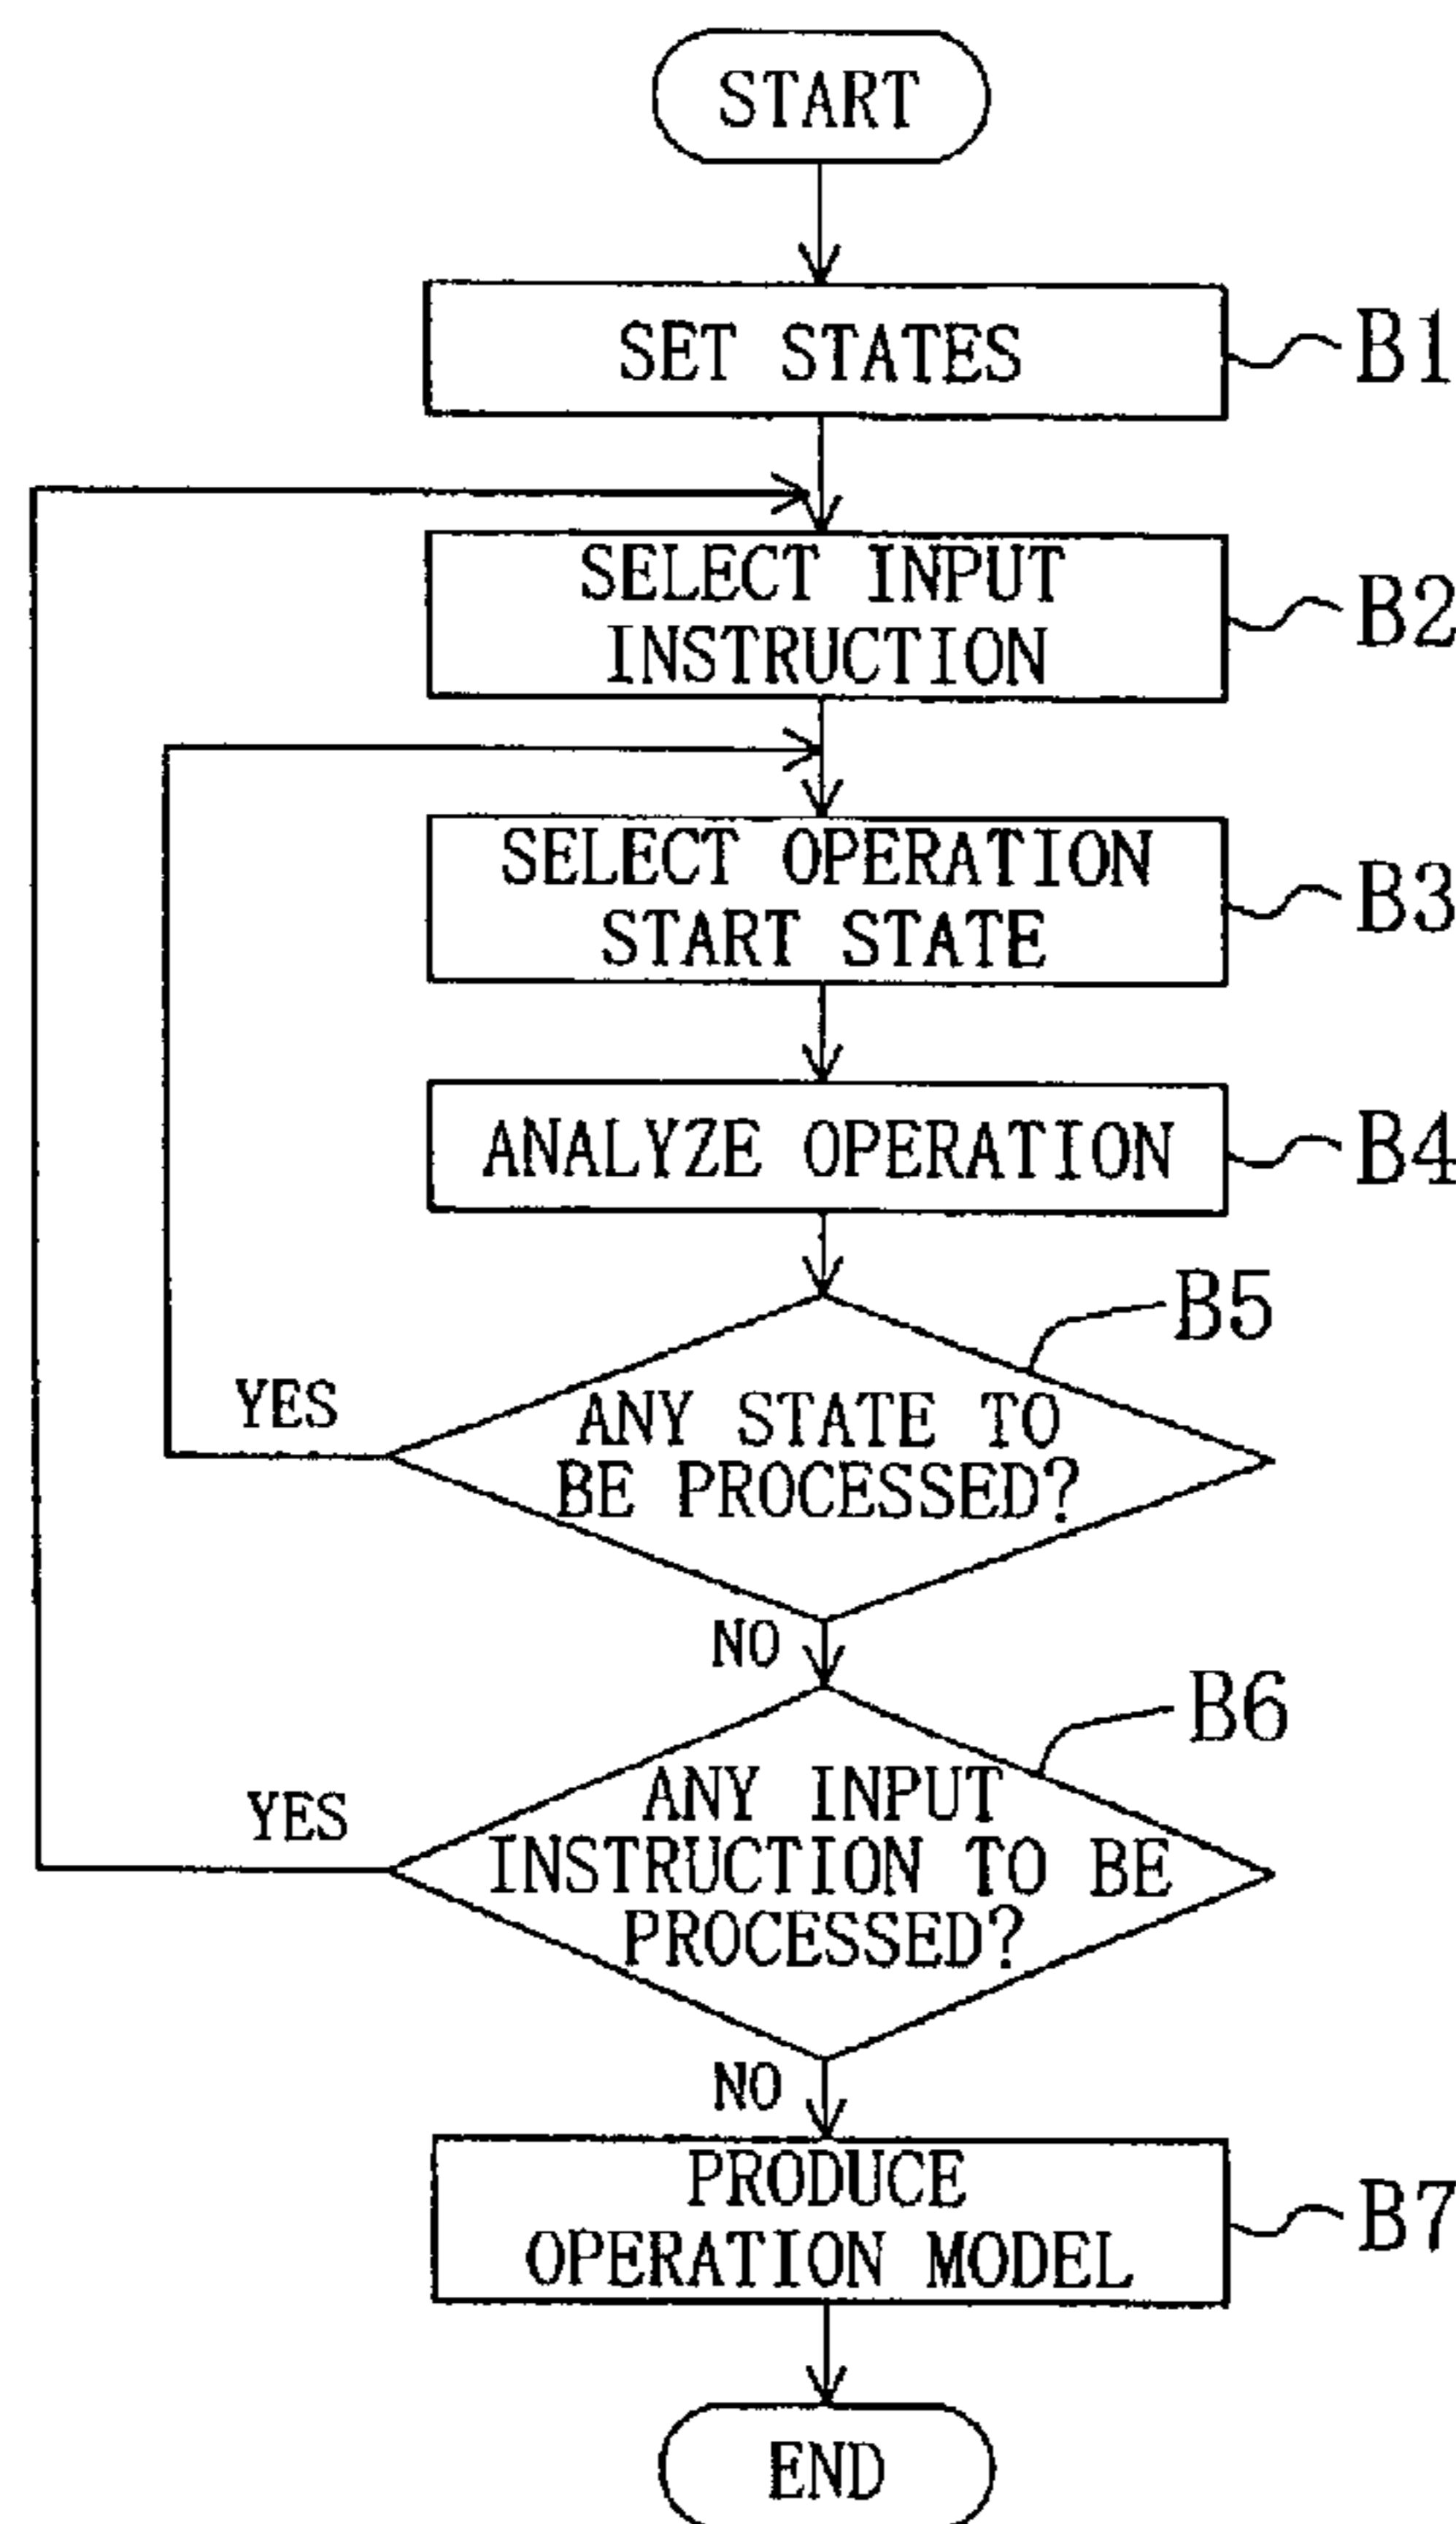 START
SET STATES
B1
SELECT INPUT
INSTRUCTION
B2
SELECT OPERATION
START STATE
B3
ANALYZE OPERATION
B4
B5
YES
ANY STATE TO
BE PROCESSED?
NO
B6
YES
ANY INPUT
INSTRUCTION TO BE
PROCESSED?
NO
PRODUCE
OPERATION MODEL
B7
END